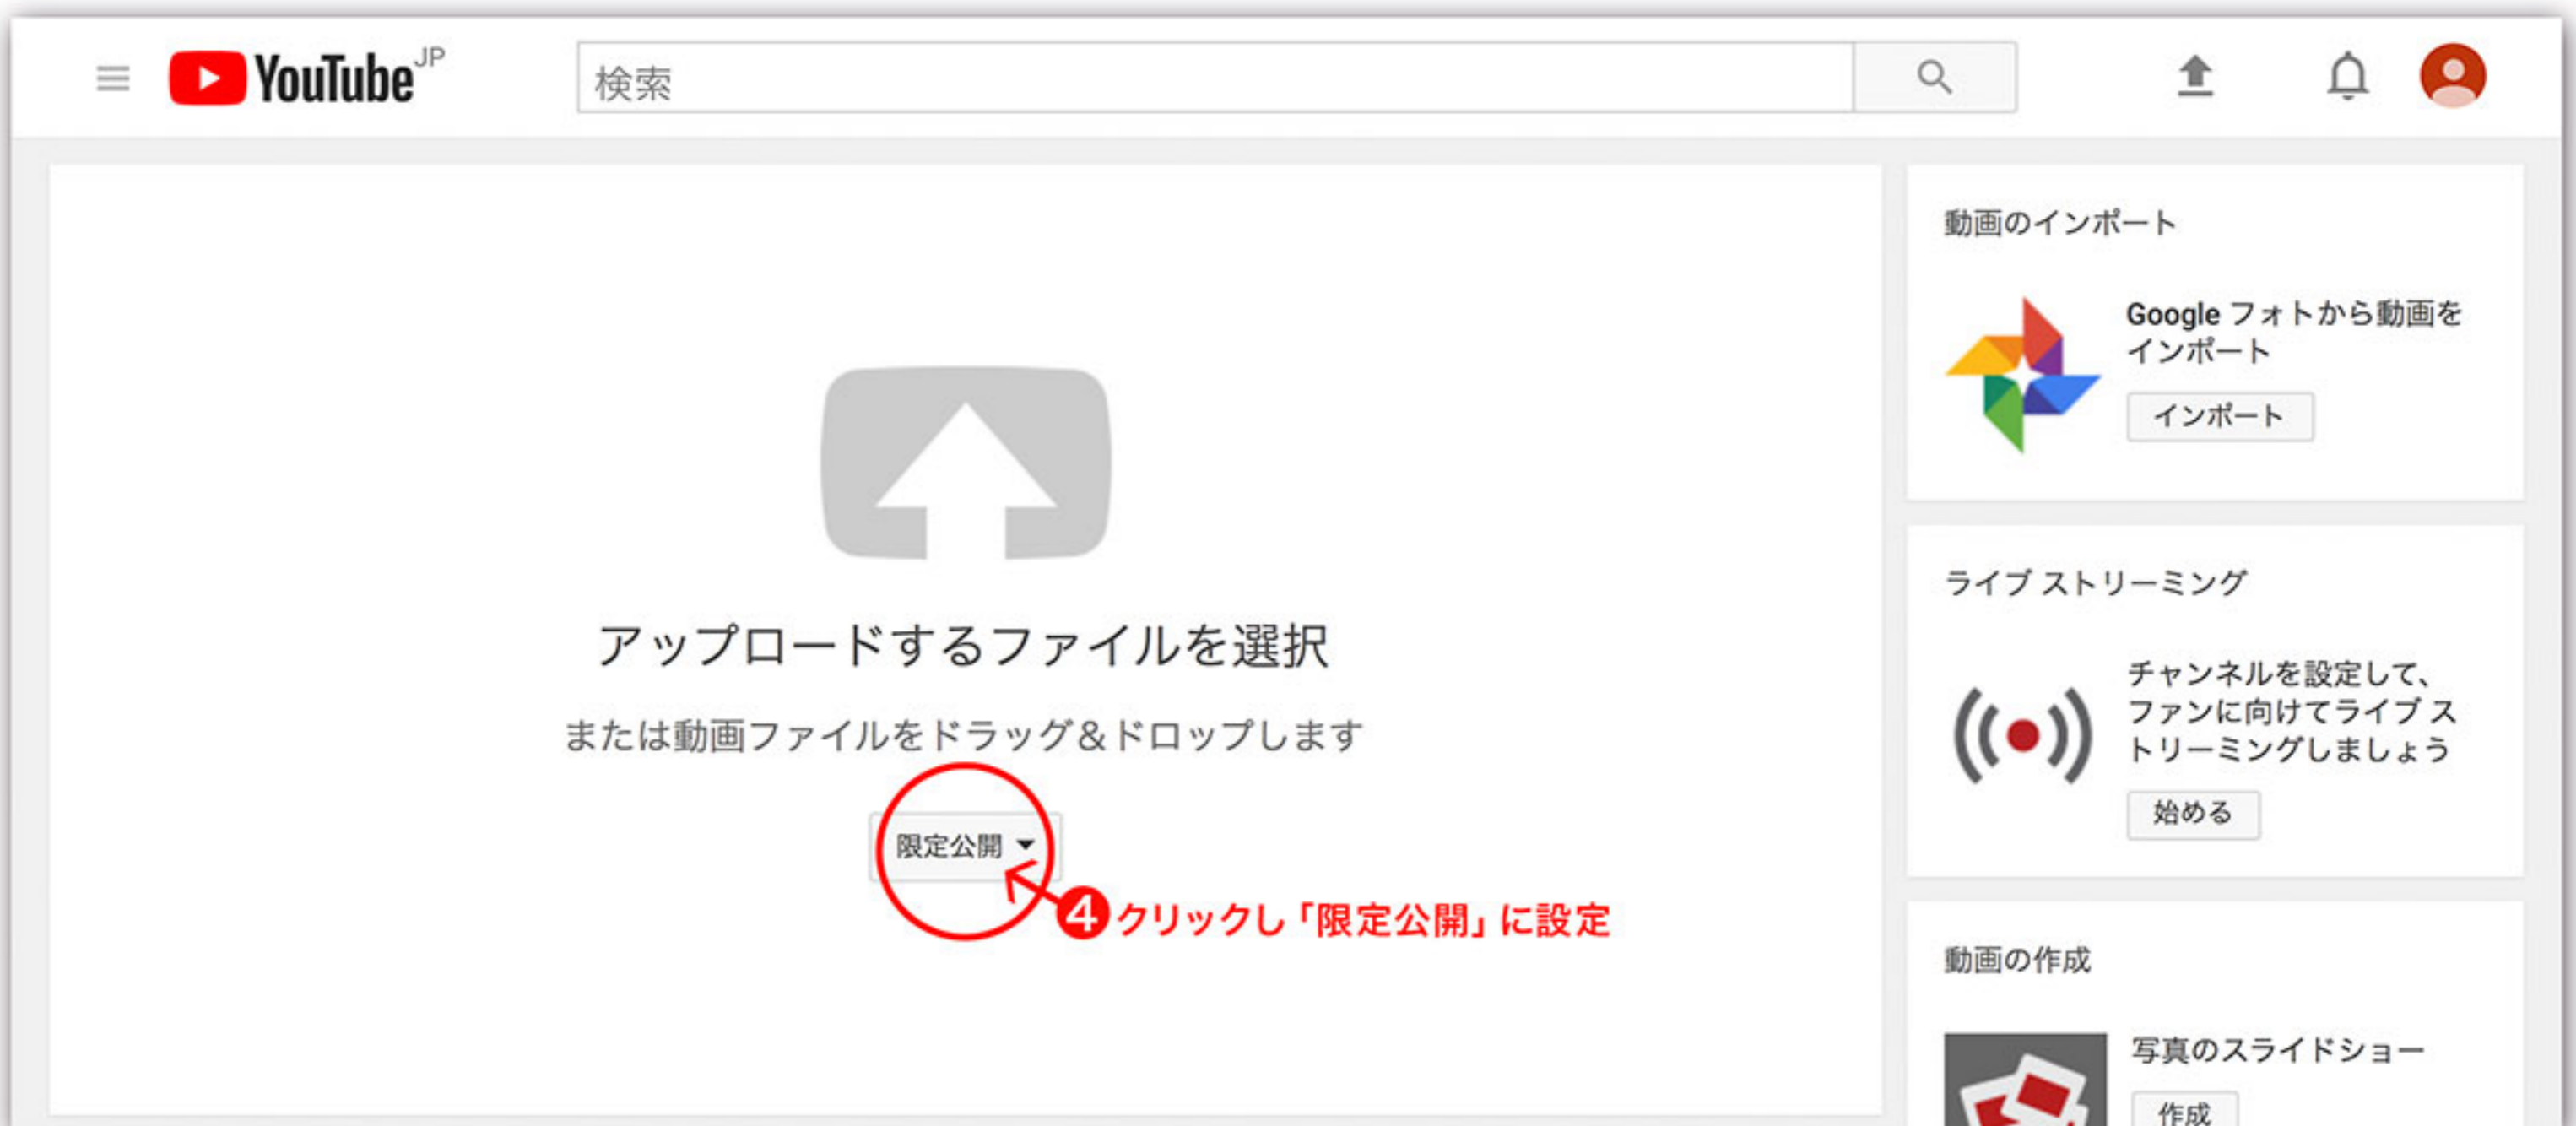 YouTube JP
検索
アップロードするファイルを選択
または動画ファイルをドラッグ&ドロップします
限定公開
4 クリックし「限定公開」に設定
動画のインポート
Google フォトから動画を
インポート
インポート
ライブ ストリーミング
チャンネルを設定して、
ファンに向けてライブ ス
トリーミングしましょう
始める
動画の作成
写真のスライドショー
作成